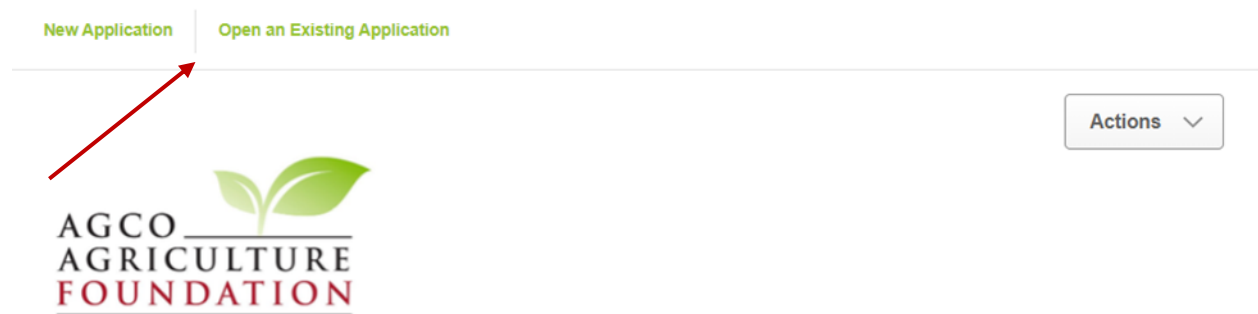 New Application Open an Existing Application
Actions
AGCO
AGRICULTURE
FOUNDATION